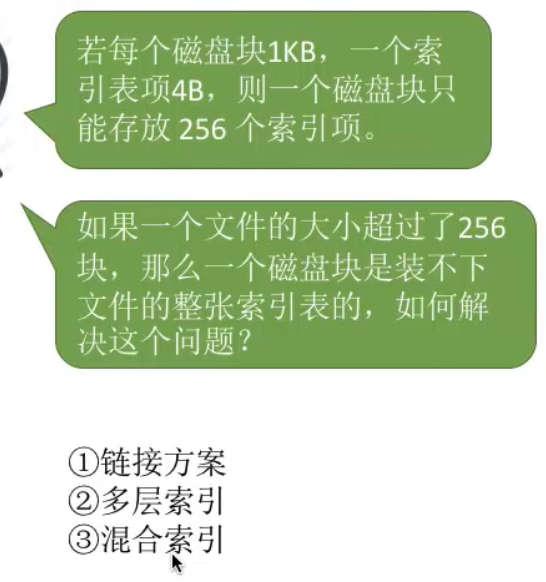 若每个磁盘块1KB，一个索
引表项4B，则一个磁盘块只
能存放 256 个索引项。
如果一个文件的大小超过了256
块，那么一个磁盘块是装不下
文件的整张索引表的，如何解
决这个问题？
①链接方案
②多层索引
③混合索引